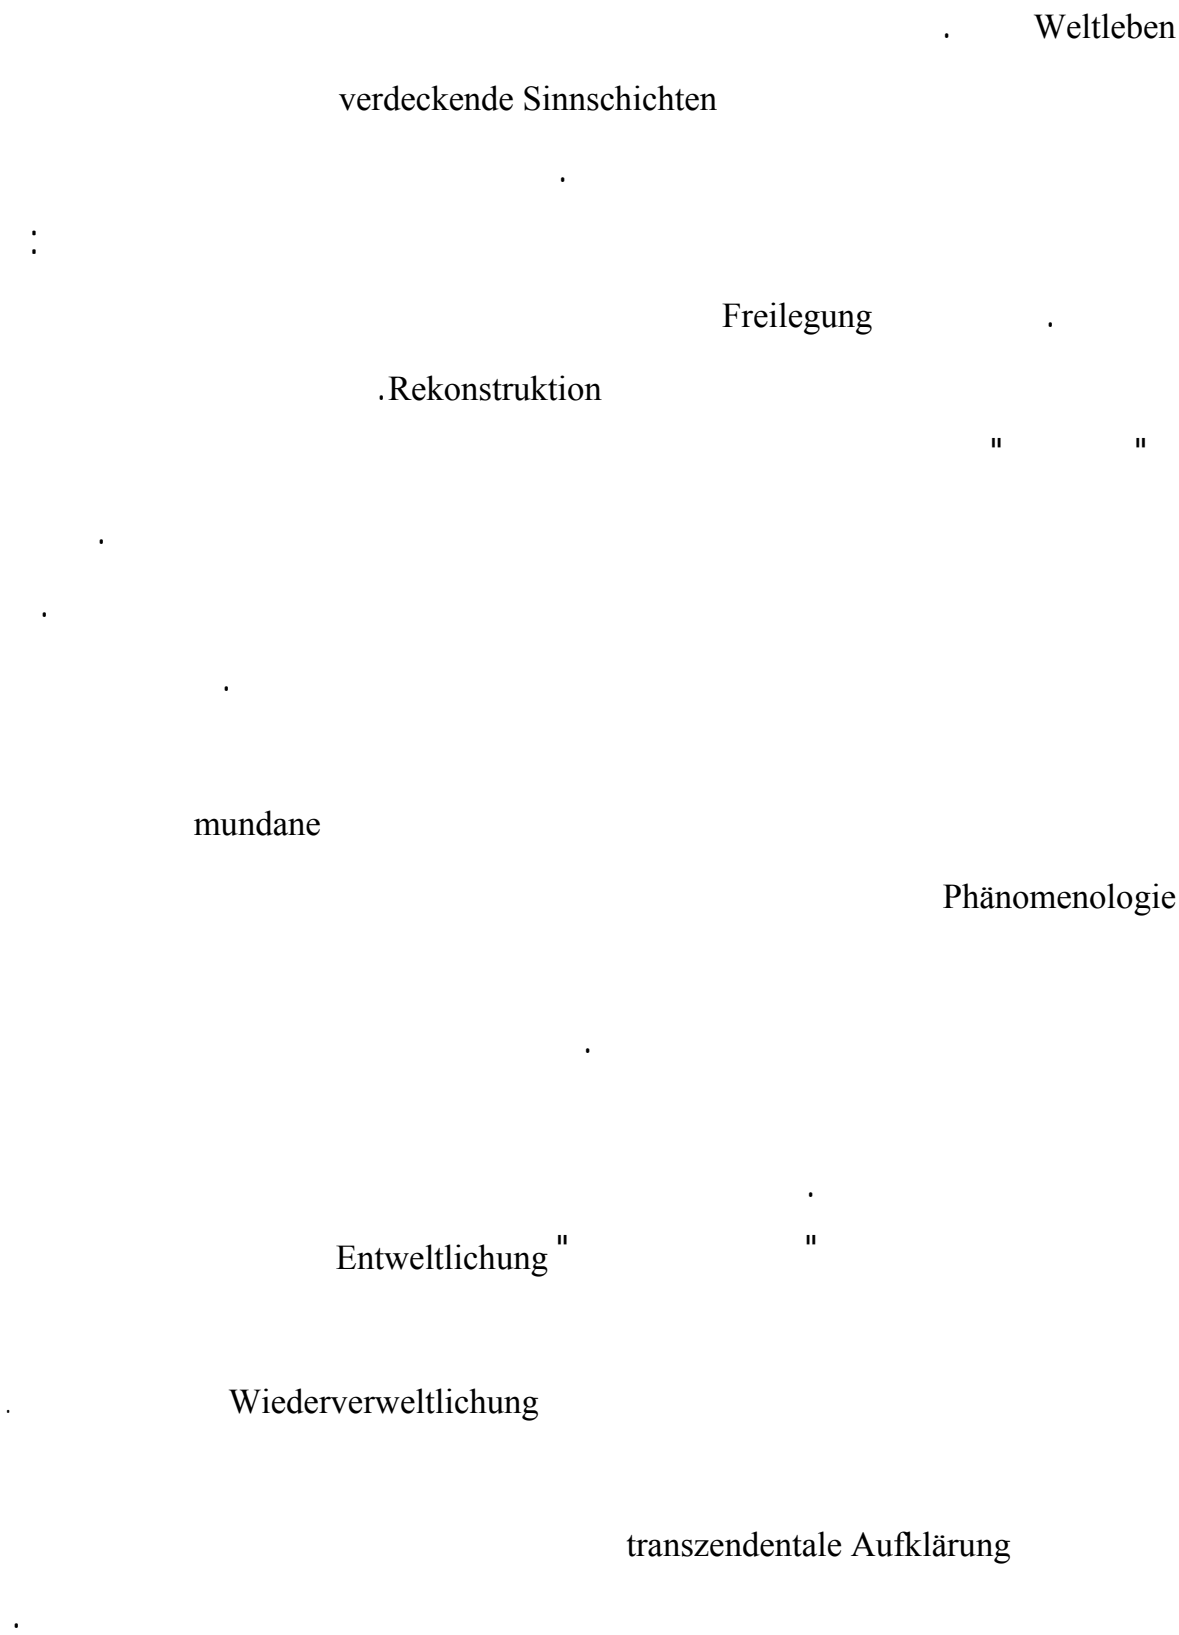 . Weltleben
verdeckende Sinnschichten
.
:
Freilegung .
.Rekonstruktion
" "
.
.
.
mundane
Phänomenologie
.
.
Entweltlichung " "
. Wiederverweltlichung
transzendentale Aufklärung
.